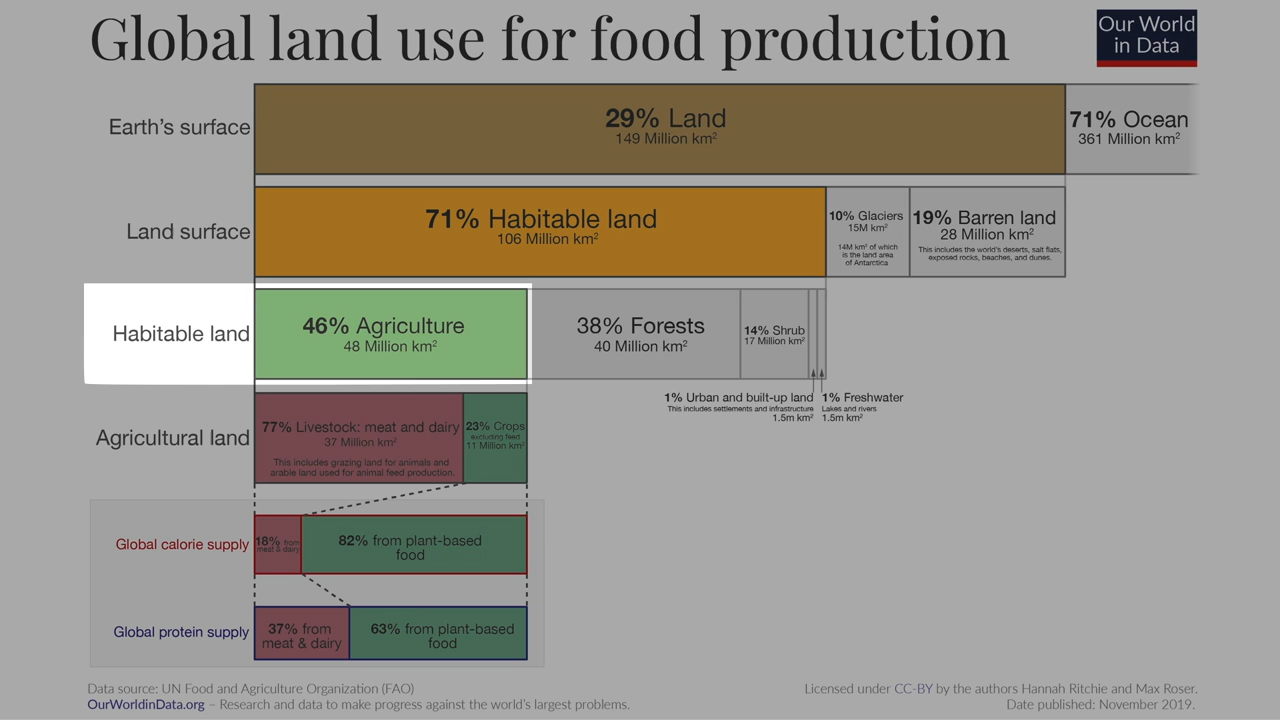 Global land use for food production
Our World
in Data
Earth's surface
29% Land
149 Million km²
71% Ocean
361 Million km²
Land surface
71% Habitable land
106 Million km²
10% Glaciers
15M km²
14M km² of which
is the land area
of Antarctica
19% Barren land
28 Million km²
This includes the world's deserts, salt flats,
exposed rocks, beaches, and dunes.
Habitable land
46% Agriculture
48 Million km²
38% Forests
40 Million km²
14% Shrub
17 Million km²
1% Urban and built-up land
This includes settlements and infrastructure
1.5m km²
1% Freshwater
Lakes and rivers
1.5m km²
Agricultural land
77% Livestock: meat and dairy
37 Million km²
This includes grazing land for animals and
arable land used for animal feed production.
23% Crops
excluding feed
11 Million km²
Global calorie supply
18% from
meat & dairy
82% from plant-based
food
Global protein supply
37% from
meat & dairy
63% from plant-based
food
Data source: UN Food and Agriculture Organization (FAO)
OurWorldinData.org – Research and data to make progress against the world's largest problems.
Licensed under CC-BY by the authors Hannah Ritchie and Max Roser.
Date published: November 2019.